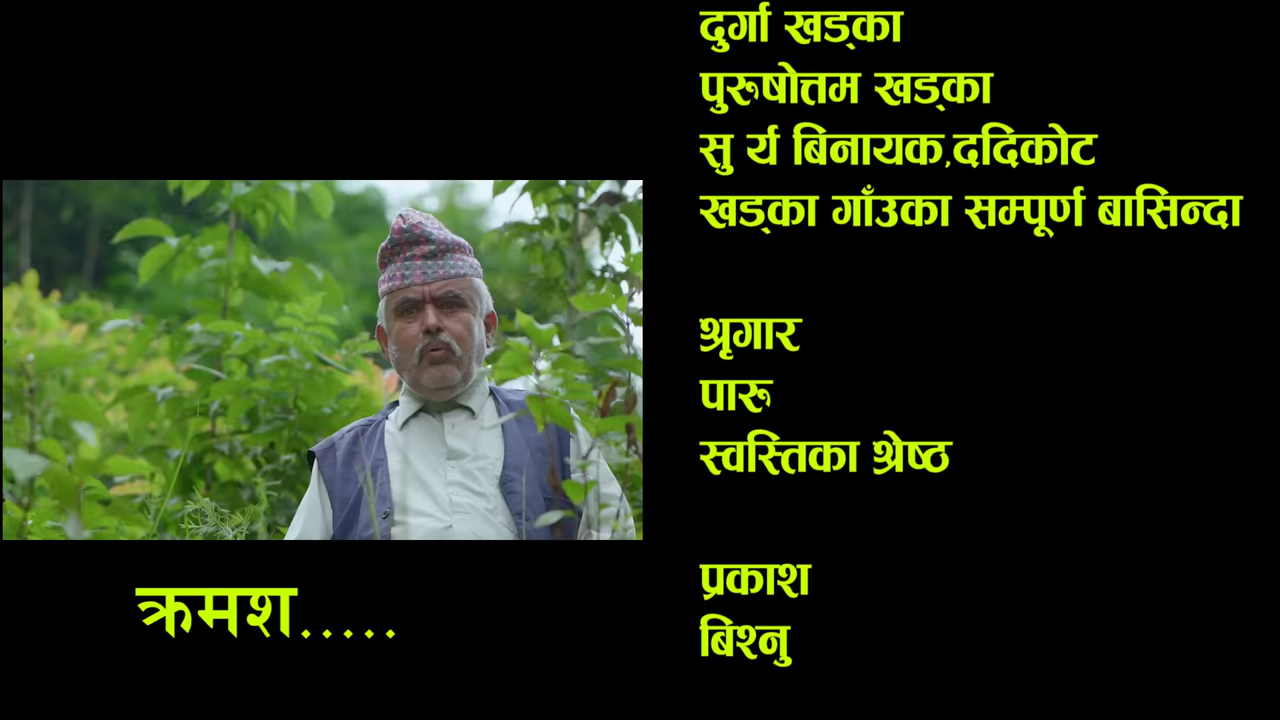 दुर्गा खड्का
पुरुषोत्तम खड्का
सु र्य बिनायक,ददिकोट
खड्का गाँउका सम्पूर्ण बासिन्दा
श्रृगार
पारू
स्वस्तिका श्रेष्ठ
प्रकाश
बिश्नु
क्रमश.....